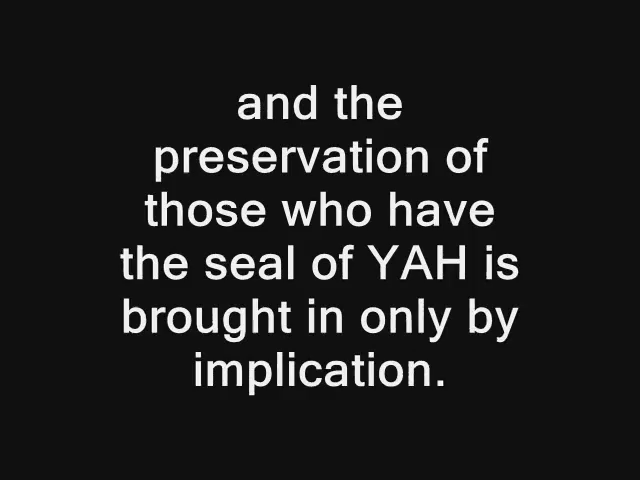 and the
preservation of
those who have
the seal of YAH is
brought in only by
implication.